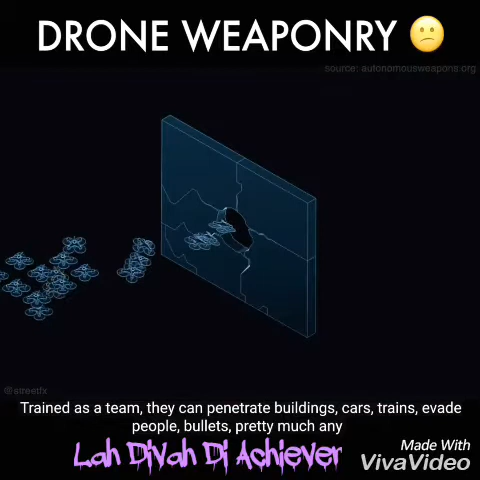 DRONE WEAPONRY 😕
source: autonomousweapons.org
@streetfx
Trained as a team, they can penetrate buildings, cars, trains, evade
people, bullets, pretty much any
Lah Divah Di Achiever
Made With
VivaVideo